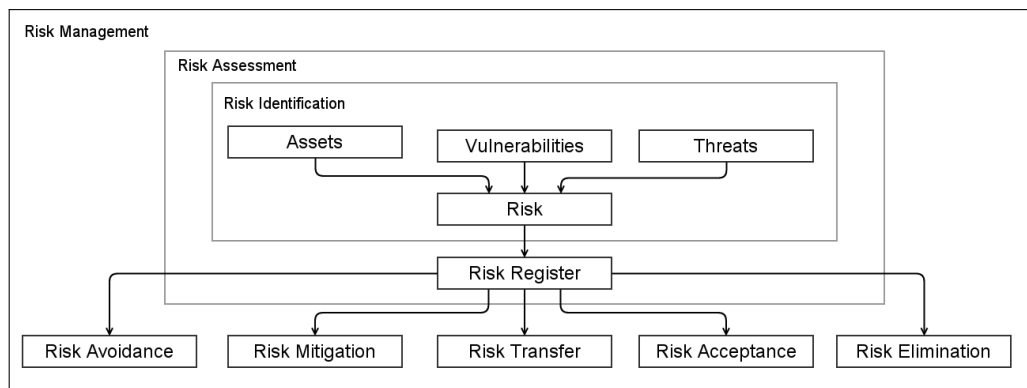 Risk Management
Risk Assessment
Risk Identification
Assets
Vulnerabilities
Threats
Risk
Risk Register
Risk Avoidance
Risk Mitigation
Risk Transfer
Risk Acceptance
Risk Elimination